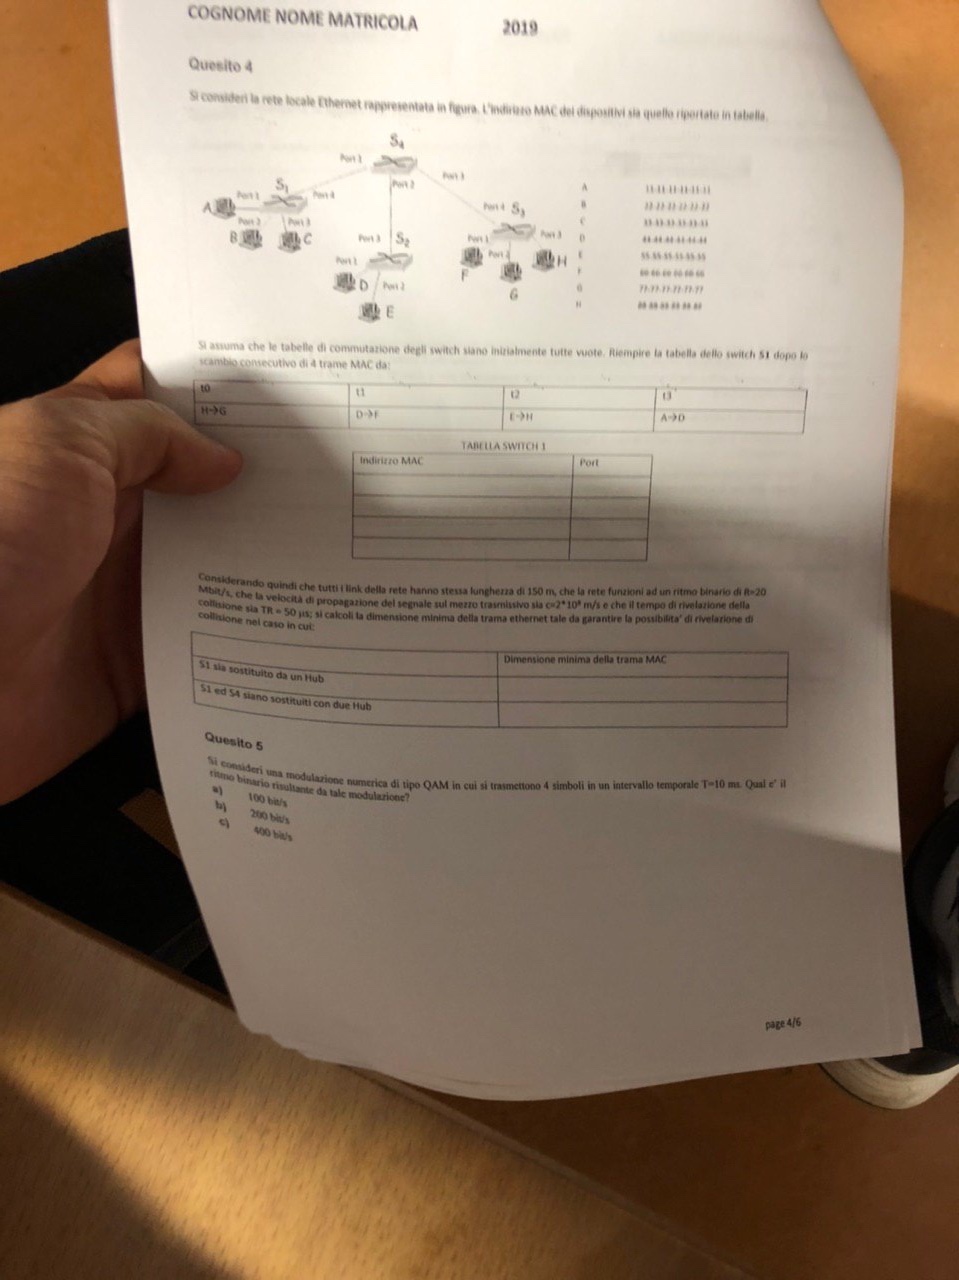 COGNOME NOME MATRICOLA 2019
Quesito 4
Si consideri la rete locale Ethernet rappresentata in figura. L'indirizzo MAC dei dispositivi sia quello riportato in tabella.
S4
Port 1
Port 2
Port 3
S1
Port 1
Port 4
A
Port 2
Port 3
B
C
Port 3
S2
Port 1
D
Port 2
E
Port 4
S3
Port 1
Port 2
Port 3
F
G
H
A 11-11-11-11-11-11
B 22-22-22-22-22-22
C 33-33-33-33-33-33
D 44-44-44-44-44-44
E 55-55-55-55-55-55
F 66-66-66-66-66-66
G 77-77-77-77-77-77
H 88-88-88-88-88-88
Si assuma che le tabelle di commutazione degli switch siano inizialmente tutte vuote. Riempire la tabella dello switch S1 dopo lo
scambio consecutivo di 4 trame MAC da:
t0 t1 t2 t3
H→G D→F E→H A→D
TABELLA SWITCH 1
Indirizzo MAC Port
Considerando quindi che tutti i link della rete hanno stessa lunghezza di 150 m, che la rete funzioni ad un ritmo binario di R=20
Mbit/s, che la velocità di propagazione del segnale sul mezzo trasmissivo sia c=2*10⁸ m/s e che il tempo di rivelazione della
collisione sia TR = 50 µs; si calcoli la dimensione minima della trama ethernet tale da garantire la possibilita' di rivelazione di
collisione nel caso in cui:
Dimensione minima della trama MAC
S1 sia sostituito da un Hub
S1 ed S4 siano sostituiti con due Hub
Quesito 5
Si consideri una modulazione numerica di tipo QAM in cui si trasmettono 4 simboli in un intervallo temporale T=10 ms. Qual e' il
ritmo binario risultante da tale modulazione?
a) 100 bit/s
b) 200 bit/s
c) 400 bit/s
page 4/6